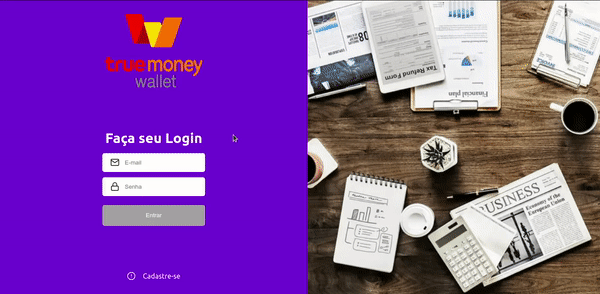 truemoney
wallet
Faça seu Login
E-mail
Senha
Entrar
Cadastre-se
Tax Refund Form
Financial plan
INVOICE
BUSINESS
Economy of the
European Union